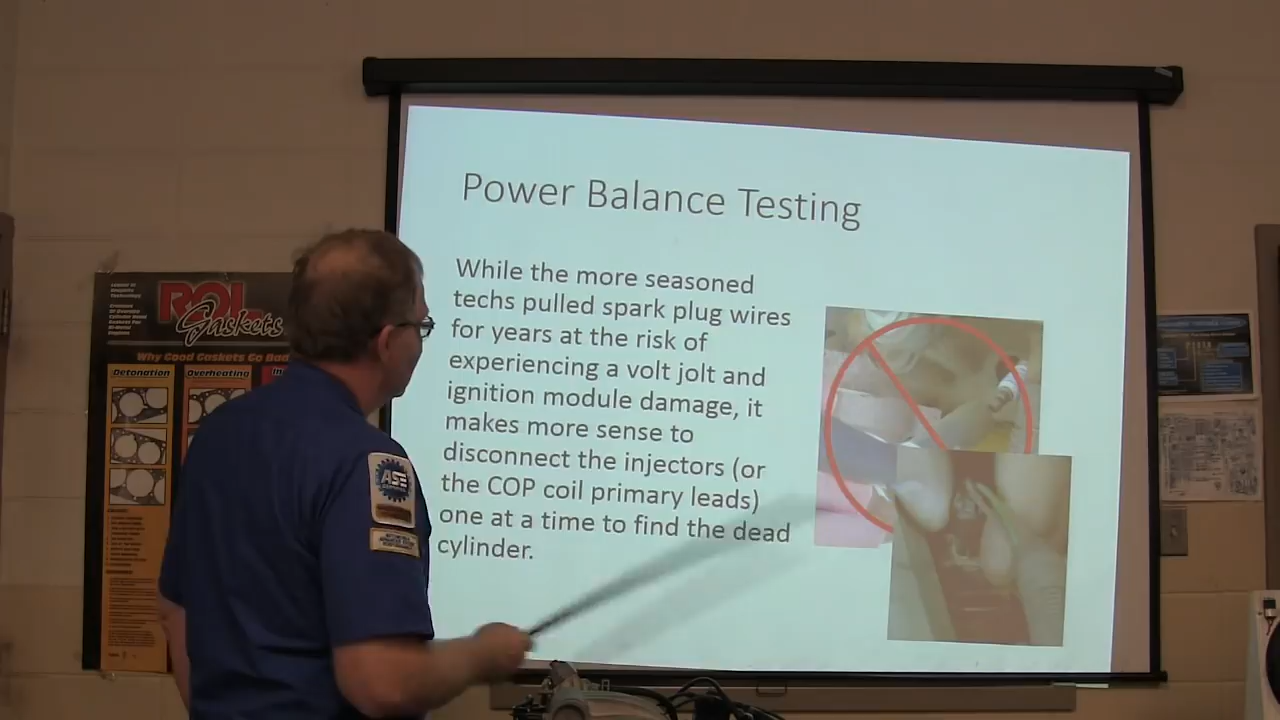 Power Balance Testing
While the more seasoned
techs pulled spark plug wires
for years at the risk of
experiencing a volt jolt and
ignition module damage, it
makes more sense to
disconnect the injectors (or
the COP coil primary leads)
one at a time to find the dead
cylinder.
ROL
Gaskets
Why Good Gaskets Go Bad
Detonation
Overheating
ASE